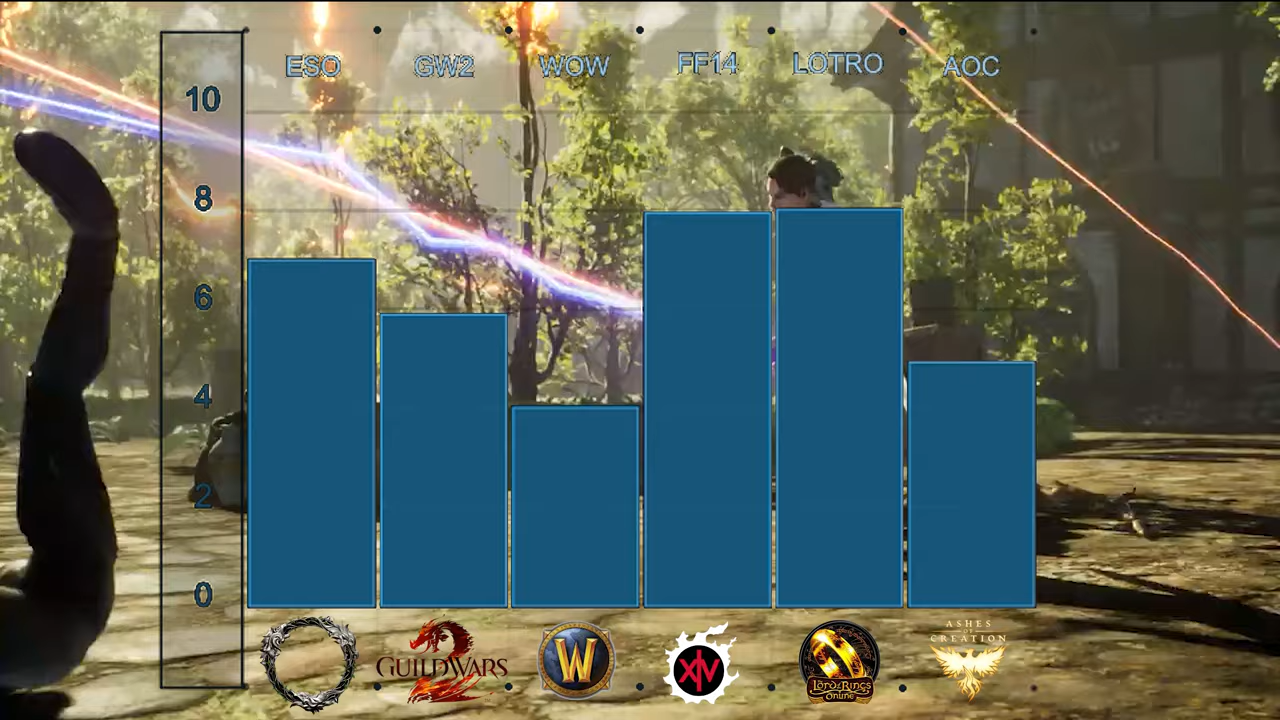 ESO GW2 WOW FF14 LOTRO AOC
10
8
6
4
2
0
GUILDWARS
2
W
XIV
The Lord of the Rings
Online
ASHES
OF
CREATION